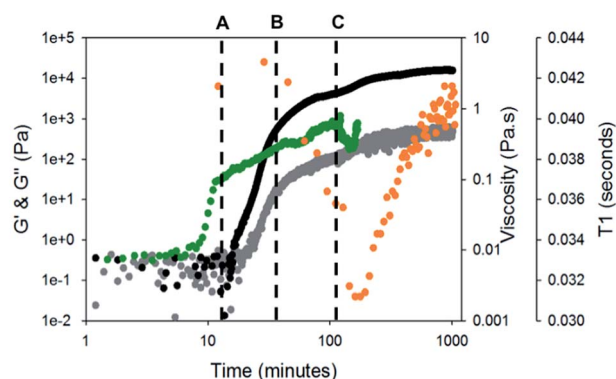 A B C
1e+5
1e+4
1e+3
1e+2
1e+1
1e+0
1e-1
1e-2
G' & G" (Pa)
10
1
0.1
0.01
0.001
Viscosity (Pa.s)
0.044
0.042
0.040
0.038
0.036
0.034
0.032
0.030
T1 (seconds)
1 10 100 1000
Time (minutes)